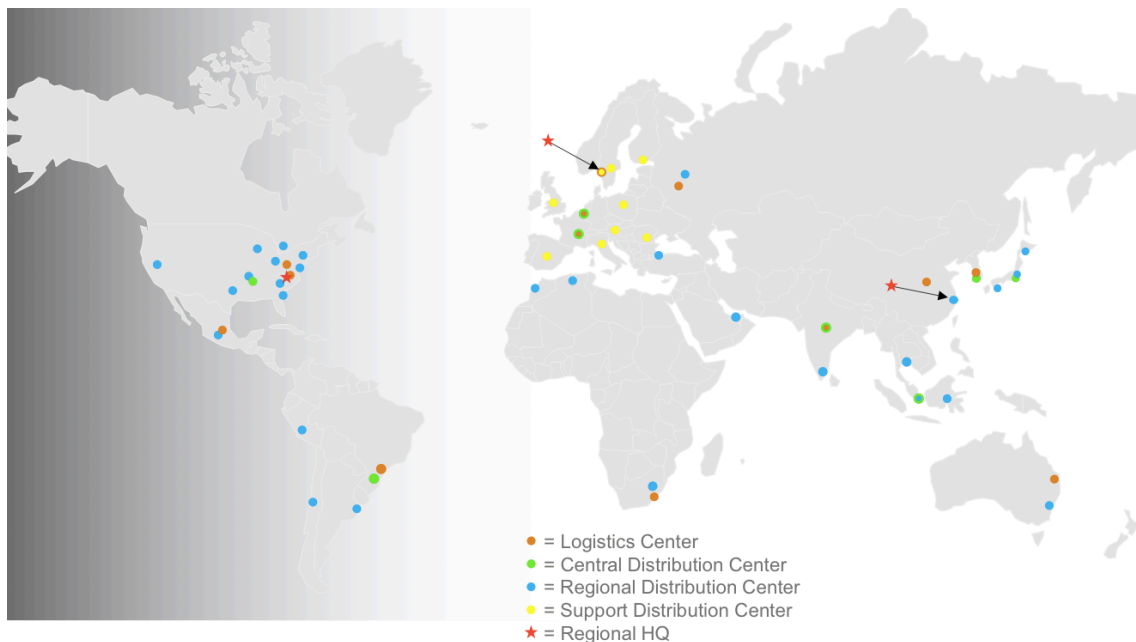 = Logistics Center
= Central Distribution Center
= Regional Distribution Center
= Support Distribution Center
= Regional HQ